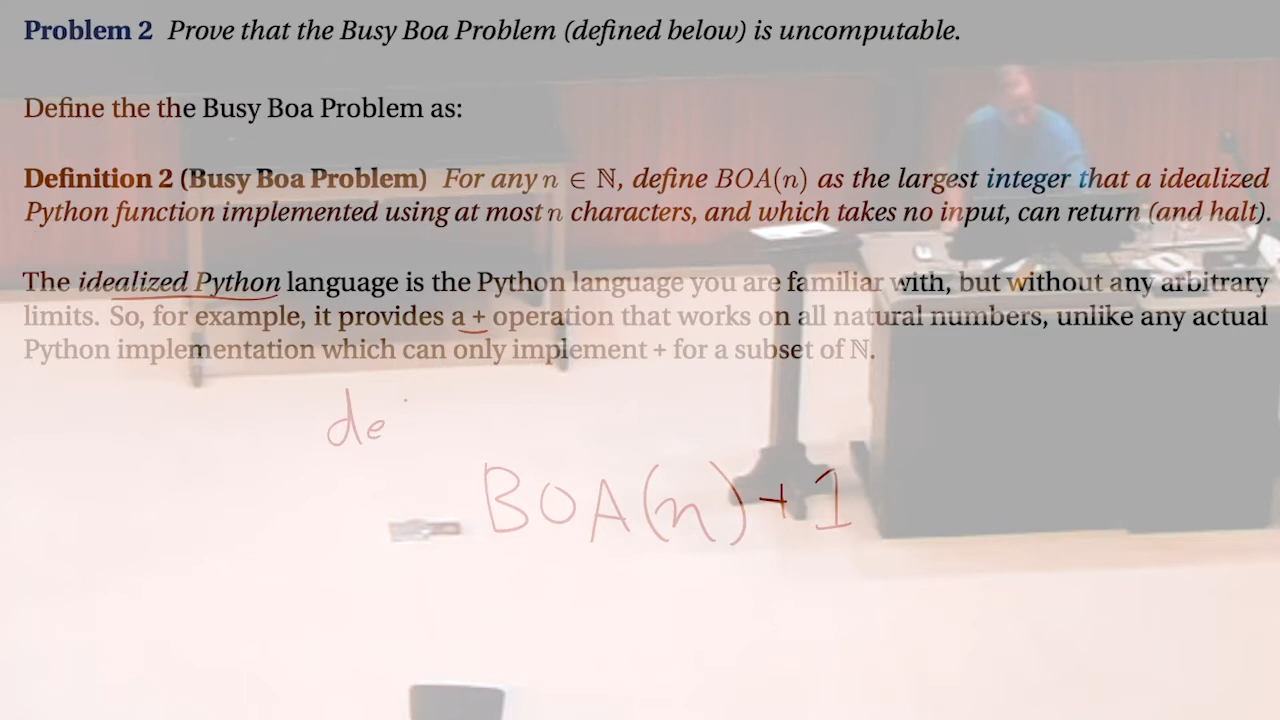 Problem 2 Prove that the Busy Boa Problem (defined below) is uncomputable.
Define the the Busy Boa Problem as:
Definition 2 (Busy Boa Problem) For any n ∈ ℕ, define BOA(n) as the largest integer that a idealized
Python function implemented using at most n characters, and which takes no input, can return (and halt).
The idealized Python language is the Python language you are familiar with, but without any arbitrary
limits. So, for example, it provides a + operation that works on all natural numbers, unlike any actual
Python implementation which can only implement + for a subset of ℕ.
de
BOA(n)+1